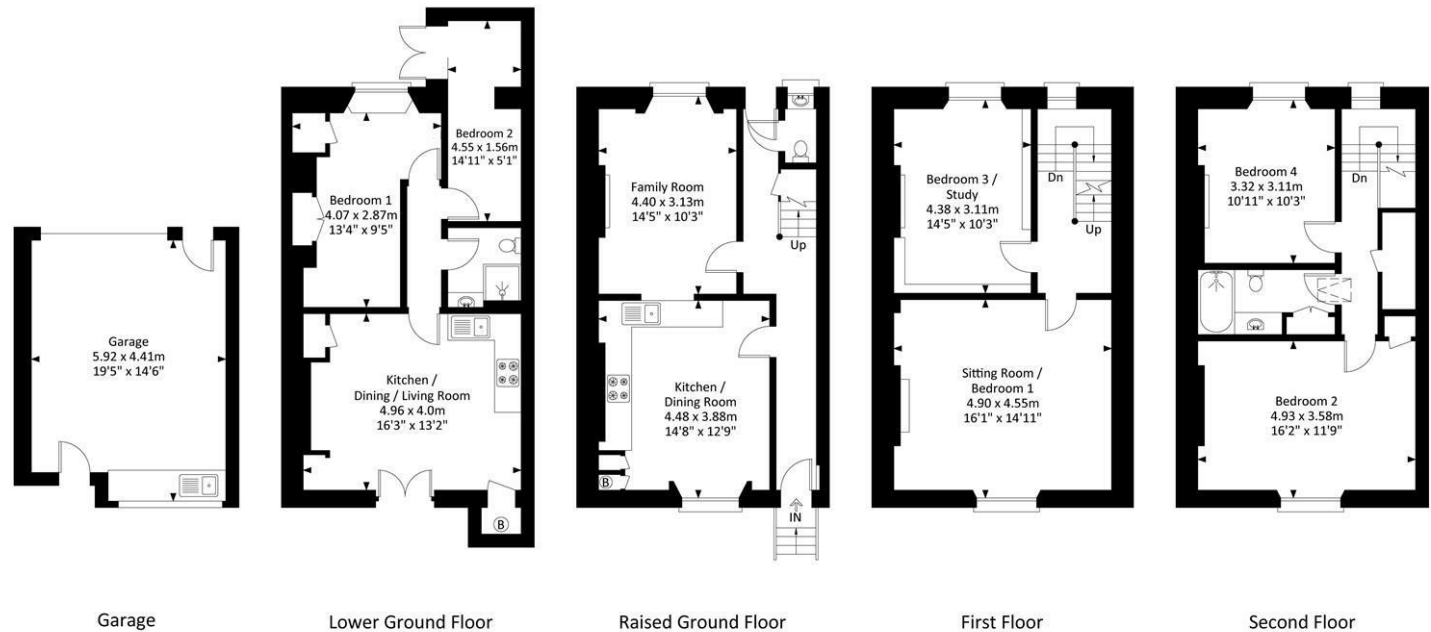 Garage
5.92 x 4.41m
19'5" x 14'6"
Garage
Bedroom 2
4.55 x 1.56m
14'11" x 5'1"
Bedroom 1
4.07 x 2.87m
13'4" x 9'5"
Kitchen /
Dining / Living Room
4.96 x 4.0m
16'3" x 13'2"
B
Lower Ground Floor
Family Room
4.40 x 3.13m
14'5" x 10'3"
Up
Kitchen /
Dining Room
4.48 x 3.88m
14'8" x 12'9"
B
IN
Raised Ground Floor
Dn
Bedroom 3 /
Study
4.38 x 3.11m
14'5" x 10'3"
Up
Sitting Room /
Bedroom 1
4.90 x 4.55m
16'1" x 14'11"
First Floor
Bedroom 4
3.32 x 3.11m
10'11" x 10'3"
Dn
Bedroom 2
4.93 x 3.58m
16'2" x 11'9"
Second Floor